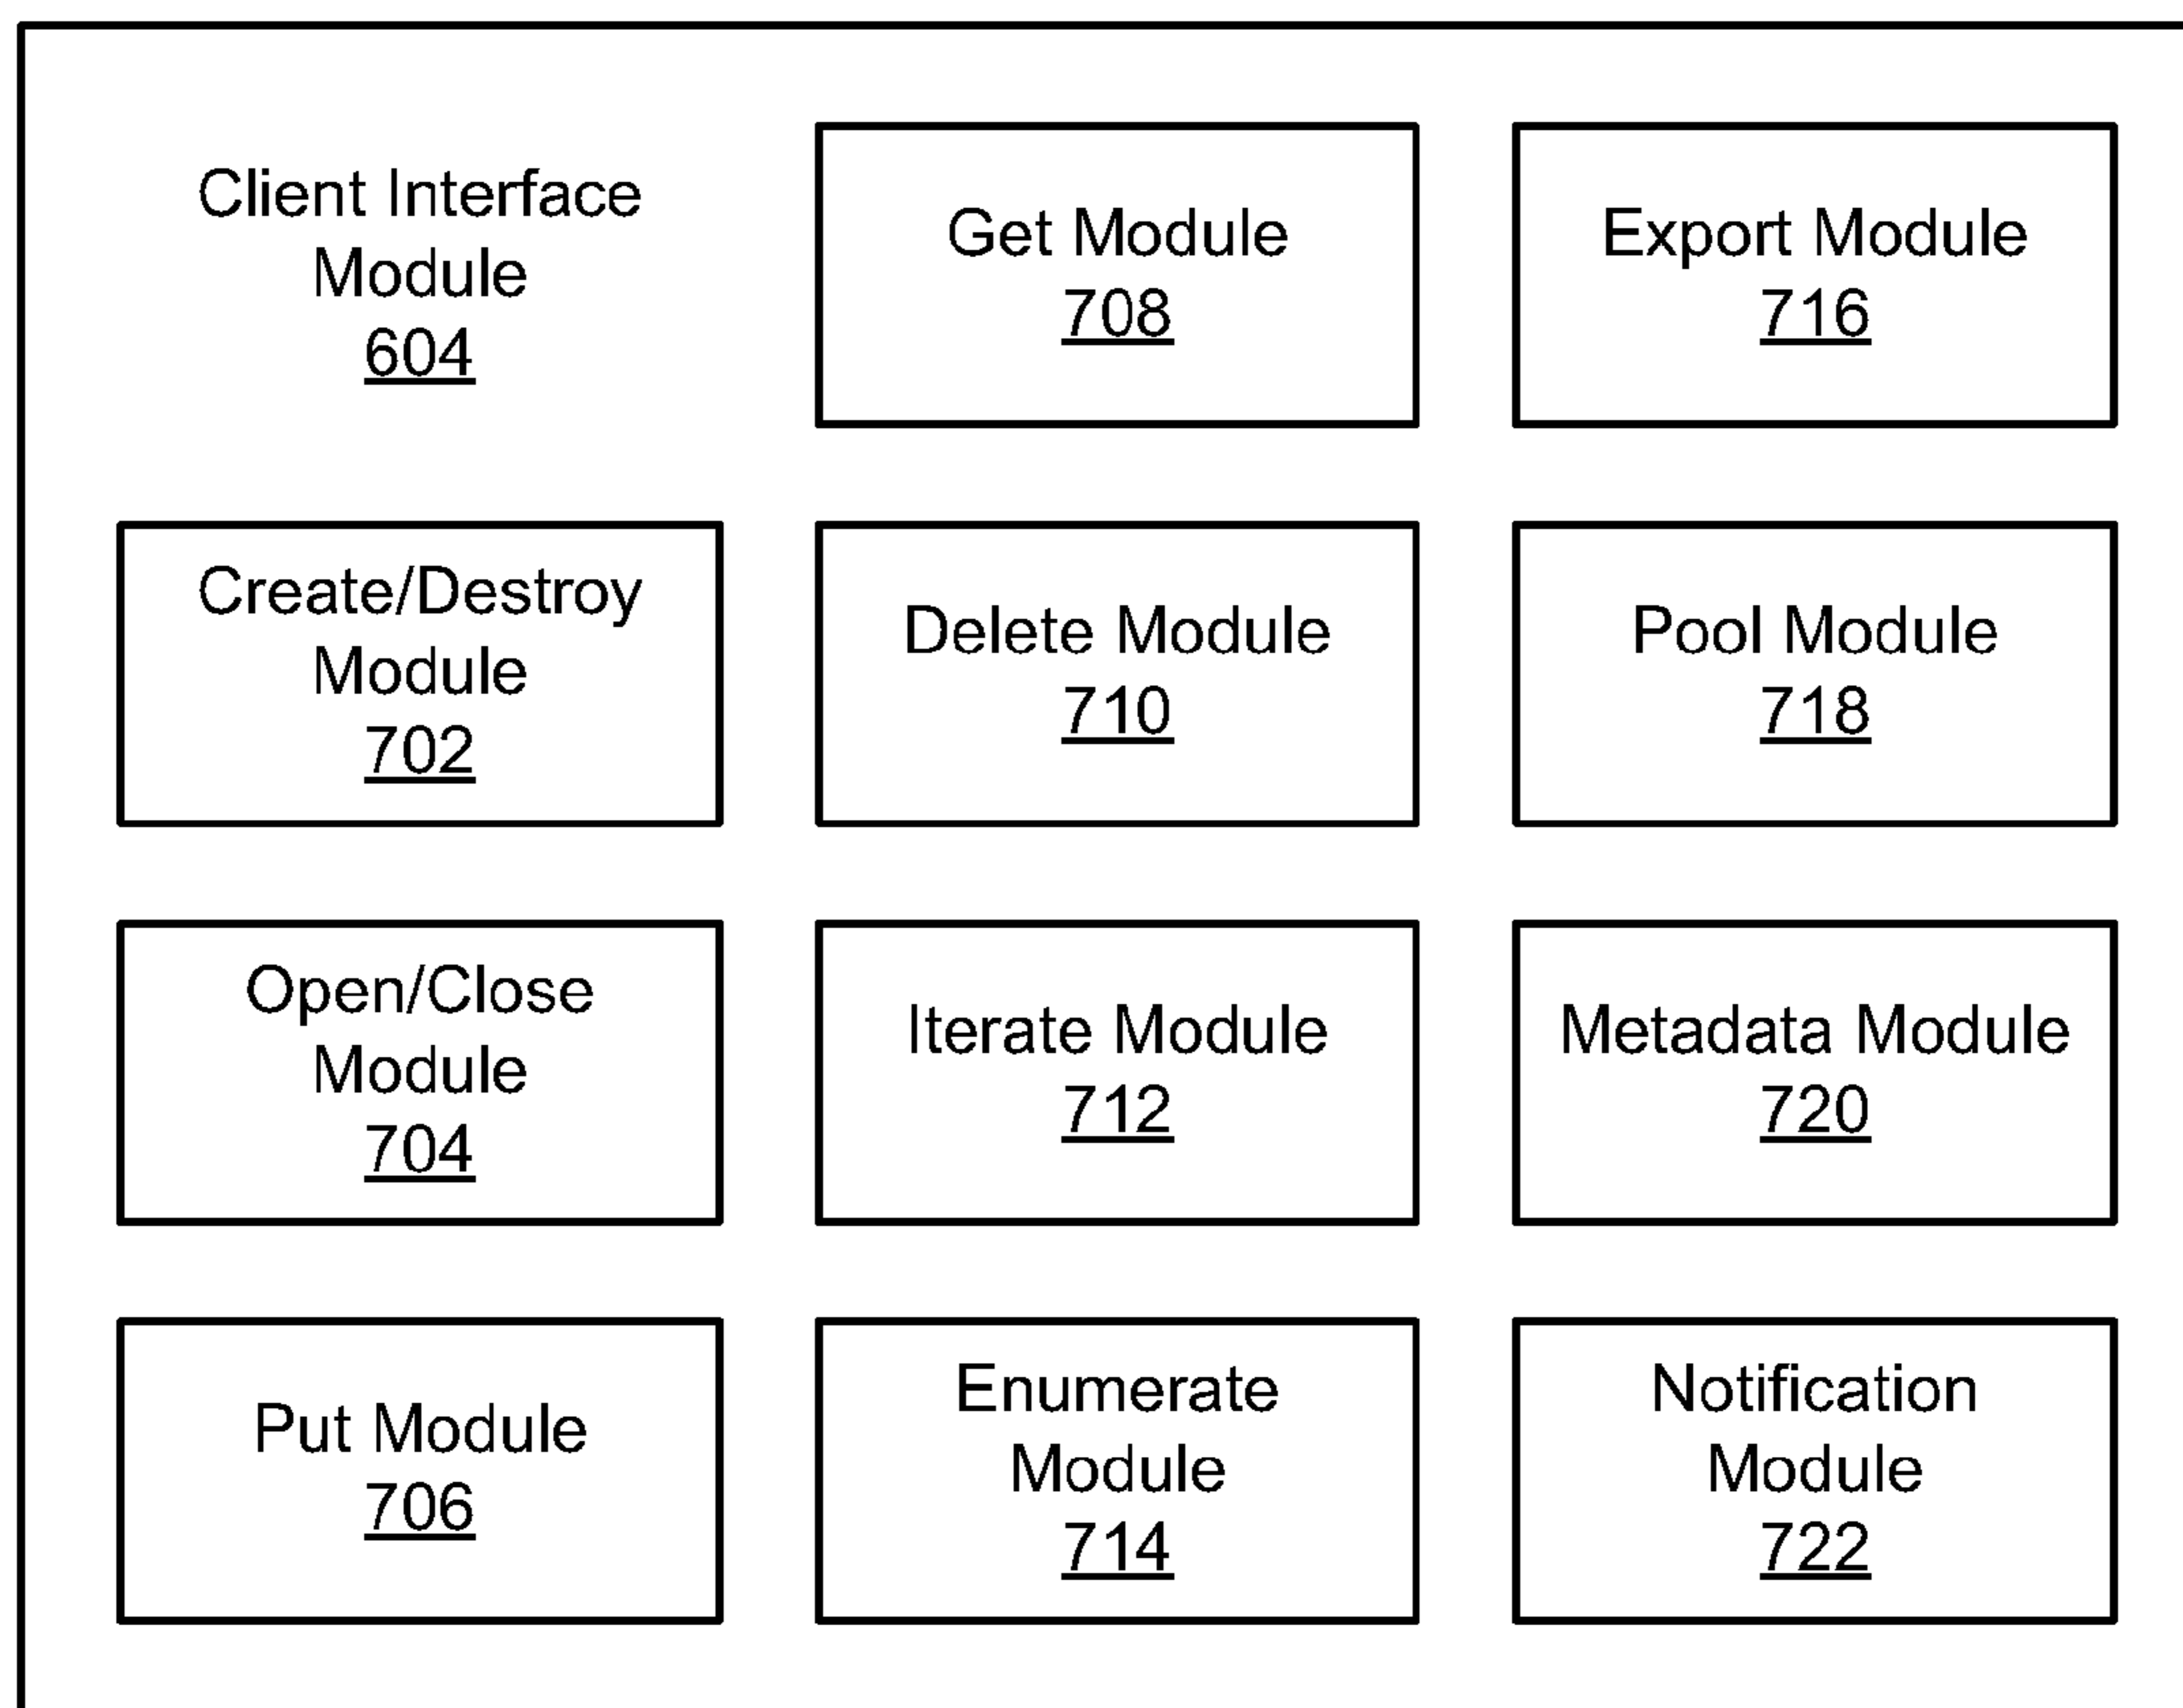 Client Interface
Module
604
Get Module
708
Export Module
716
Create/Destroy
Module
702
Delete Module
710
Pool Module
718
Open/Close
Module
704
Iterate Module
712
Metadata Module
720
Put Module
706
Enumerate
Module
714
Notification
Module
722